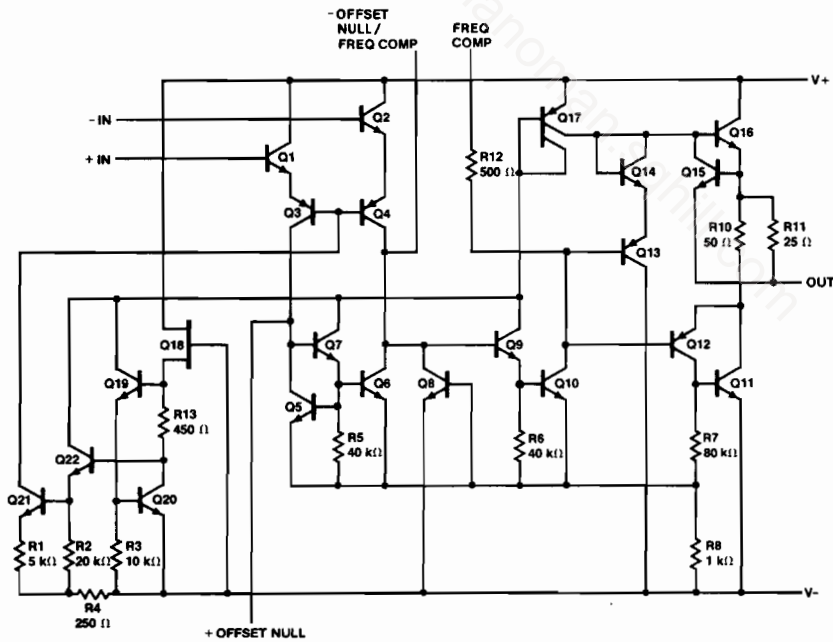 - OFFSET
NULL /
FREQ COMP
FREQ
COMP
V+
- IN
+ IN
Q1
Q2
Q3
Q4
R12
500 Ω
Q17
Q16
Q15
Q14
Q13
R10
50 Ω
R11
25 Ω
OUT
Q18
Q19
R13
450 Ω
Q7
Q9
Q12
Q5
Q6
Q8
Q10
Q11
R5
40 kΩ
R6
40 kΩ
R7
80 kΩ
Q22
Q21
Q20
R1
5 kΩ
R2
20 kΩ
R3
10 kΩ
R8
1 kΩ
R4
250 Ω
V-
+ OFFSET NULL